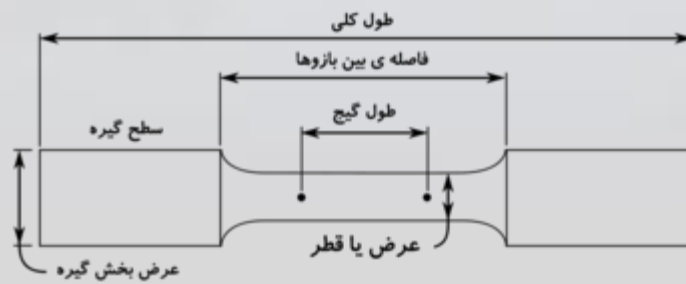 طول کلی
فاصله ی بین بازوها
طول گیج
سطح گیره
عرض یا قطر
عرض بخش گیره